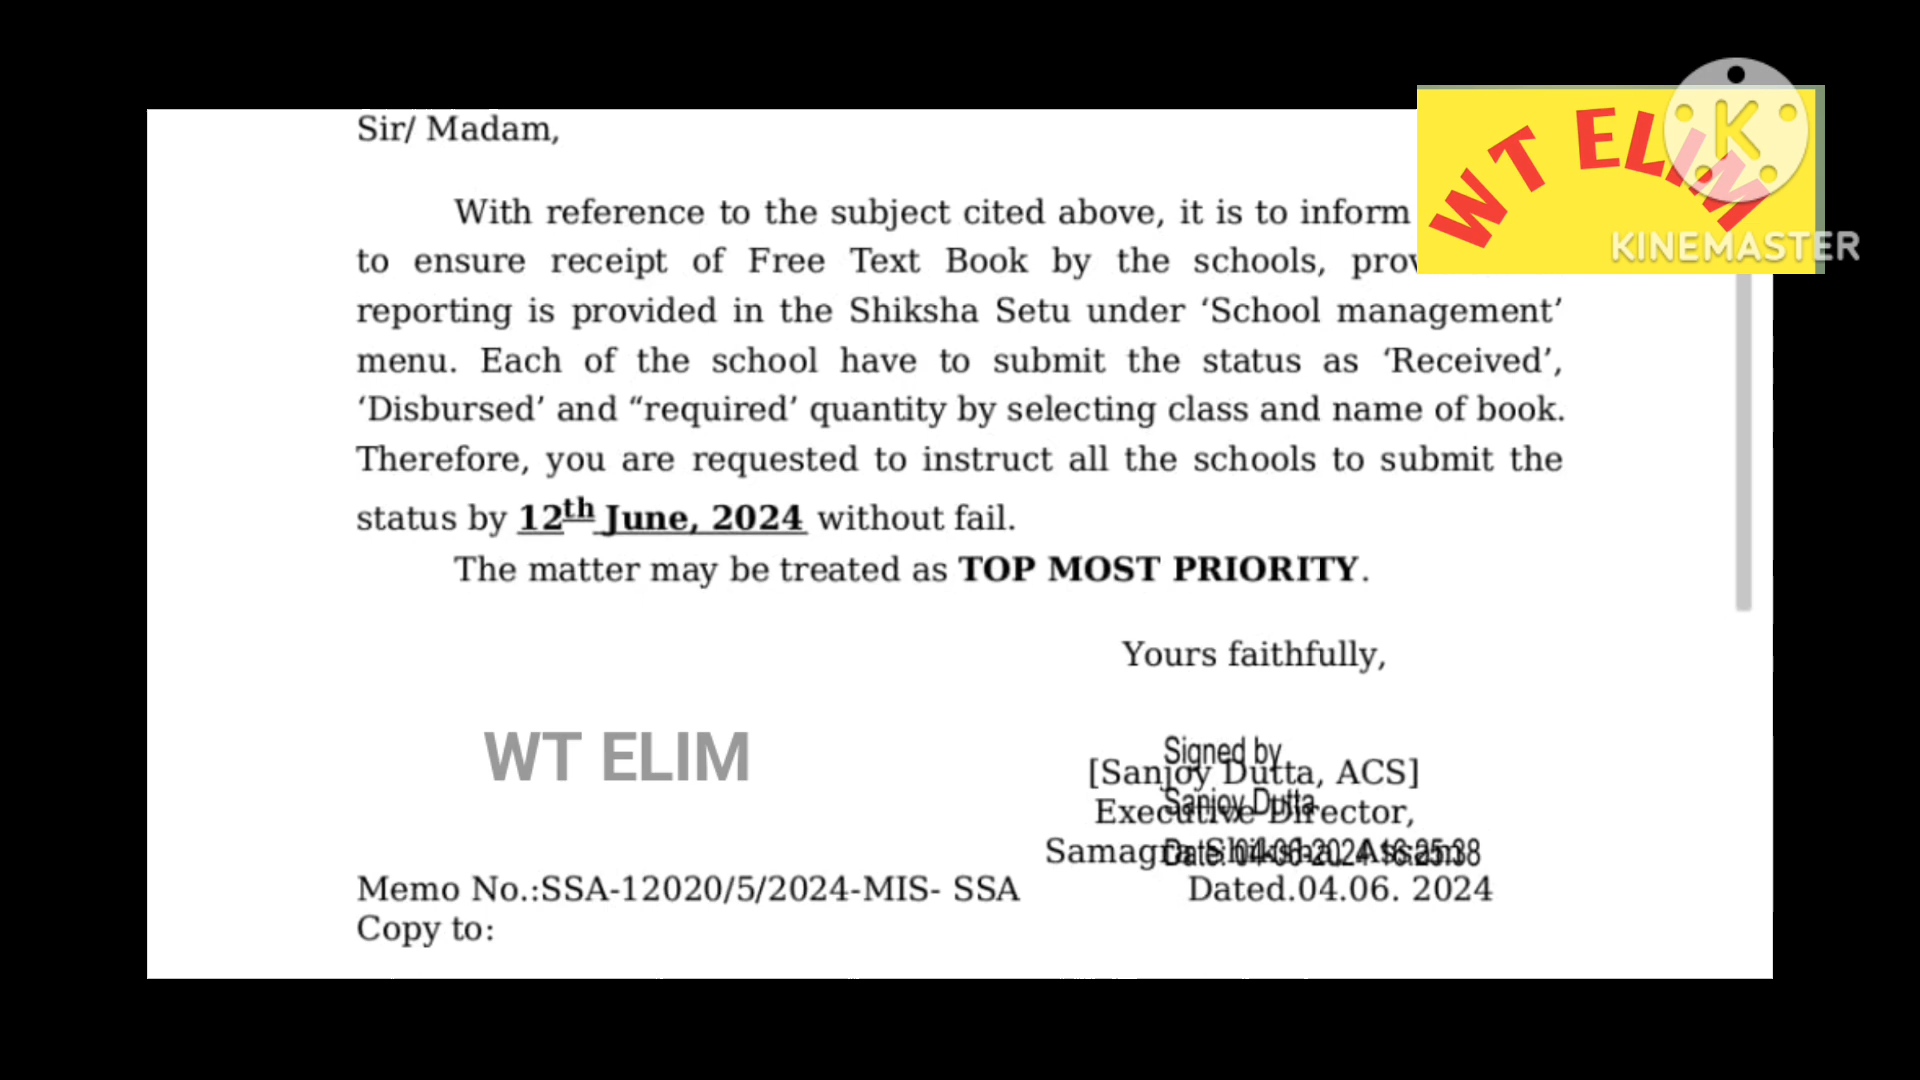 Sir/ Madam,
WT ELIM
K
KINEMASTER
With reference to the subject cited above, it is to inform
to ensure receipt of Free Text Book by the schools,
reporting is provided in the Shiksha Setu under ‘School management’
menu. Each of the school have to submit the status as ‘Received’,
‘Disbursed’ and “required’ quantity by selecting class and name of book.
Therefore, you are requested to instruct all the schools to submit the
status by 12th June, 2024 without fail.
The matter may be treated as TOP MOST PRIORITY.
Yours faithfully,
WT ELIM
Signed by
[Sanjoy Dutta, ACS]
Sanjoy Dutta
Executive Director,
Samagra Shiksha, Assam
Memo No.:SSA-12020/5/2024-MIS- SSA Dated.04.06. 2024
Copy to: